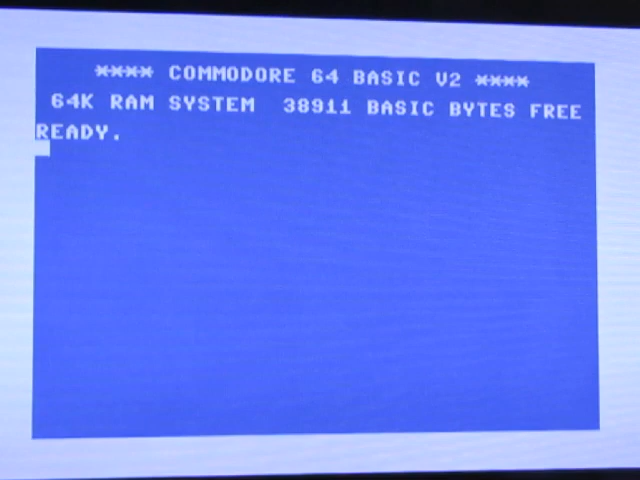 **** COMMODORE 64 BASIC V2 ****
64K RAM SYSTEM  38911 BASIC BYTES FREE
READY.